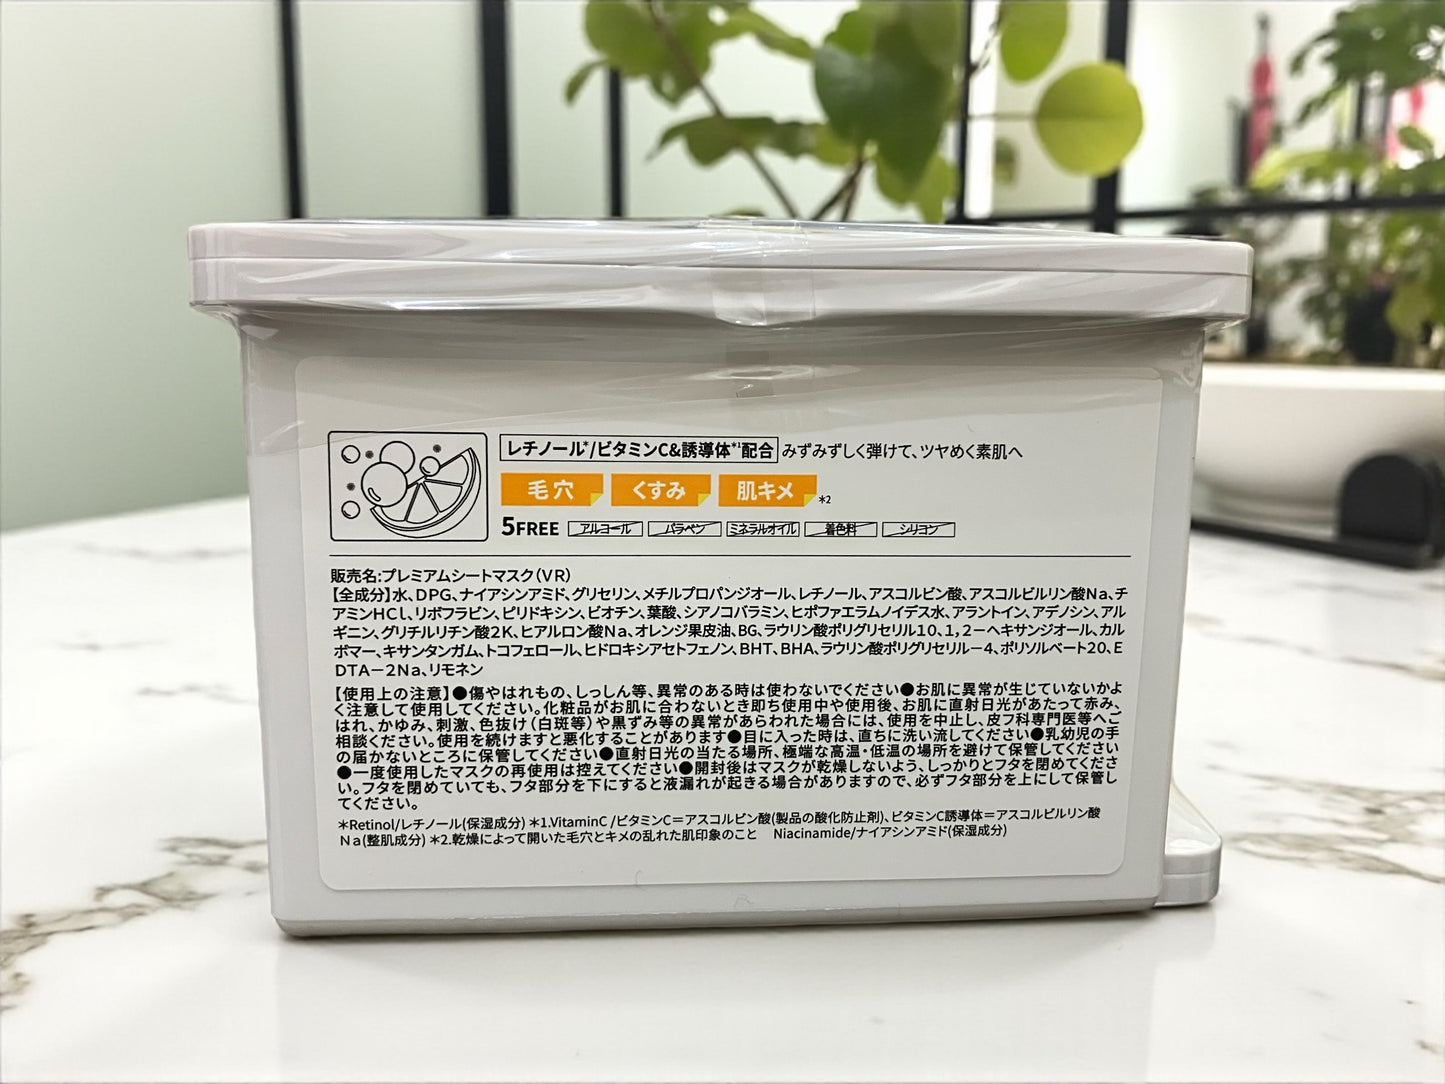 レチノール*/ビタミンC&誘導体*1配合 みずみずしく弾けて、ツヤめく素肌へ
毛穴 くすみ 肌キメ *2
5FREE アルコール パラベン ミネラルオイル 着色料 シリコン
販売名:プレミアムシートマスク(VR)
【全成分】水、DPG、ナイアシンアミド、グリセリン、メチルプロパンジオール、レチノール、アスコルビン酸、アスコルビルリン酸Na、チ
アミンHCl、リボフラビン、ピリドキシン、ビオチン、葉酸、シアノコバラミン、ヒポファエラムノイデス水、アラントイン、アデノシン、アル
ギニン、グリチルリチン酸2K、ヒアルロン酸Na、オレンジ果皮油、BG、ラウリン酸ポリグリセリル10、1,2-ヘキサンジオール、カル
ボマー、キサンタンガム、トコフェロール、ヒドロキシアセトフェノン、BHT、BHA、ラウリン酸ポリグリセリル-4、ポリソルベート20、E
DTA-2Na、リモネン
【使用上の注意】●傷やはれもの、しっしん等、異常のある時は使わないでください●お肌に異常が生じていないかよ
く注意して使用してください。化粧品がお肌に合わないとき即ち使用中や使用後、お肌に直射日光があたって赤み、
はれ、かゆみ、刺激、色抜け(白斑等)や黒ずみ等の異常があらわれた場合には、使用を中止し、皮フ科専門医等へご
相談ください。使用を続けますと悪化することがあります●目に入った時は、直ちに洗い流してください●乳幼児の手
の届かないところに保管してください●直射日光の当たる場所、極端な高温・低温の場所を避けて保管してください
●一度使用したマスクの再使用は控えてください●開封後はマスクが乾燥しないよう、しっかりとフタを閉めてくださ
い。フタを閉めていても、フタ部分を下にすると液漏れが起きる場合がありますので、必ずフタ部分を上にして保管し
てください。
*Retinol/レチノール(保湿成分) *1.VitaminC /ビタミンC=アスコルビン酸(製品の酸化防止剤)、ビタミンC誘導体=アスコルビルリン酸
Na(整肌成分) *2.乾燥によって開いた毛穴とキメの乱れた肌印象のこと Niacinamide/ナイアシンアミド(保湿成分)